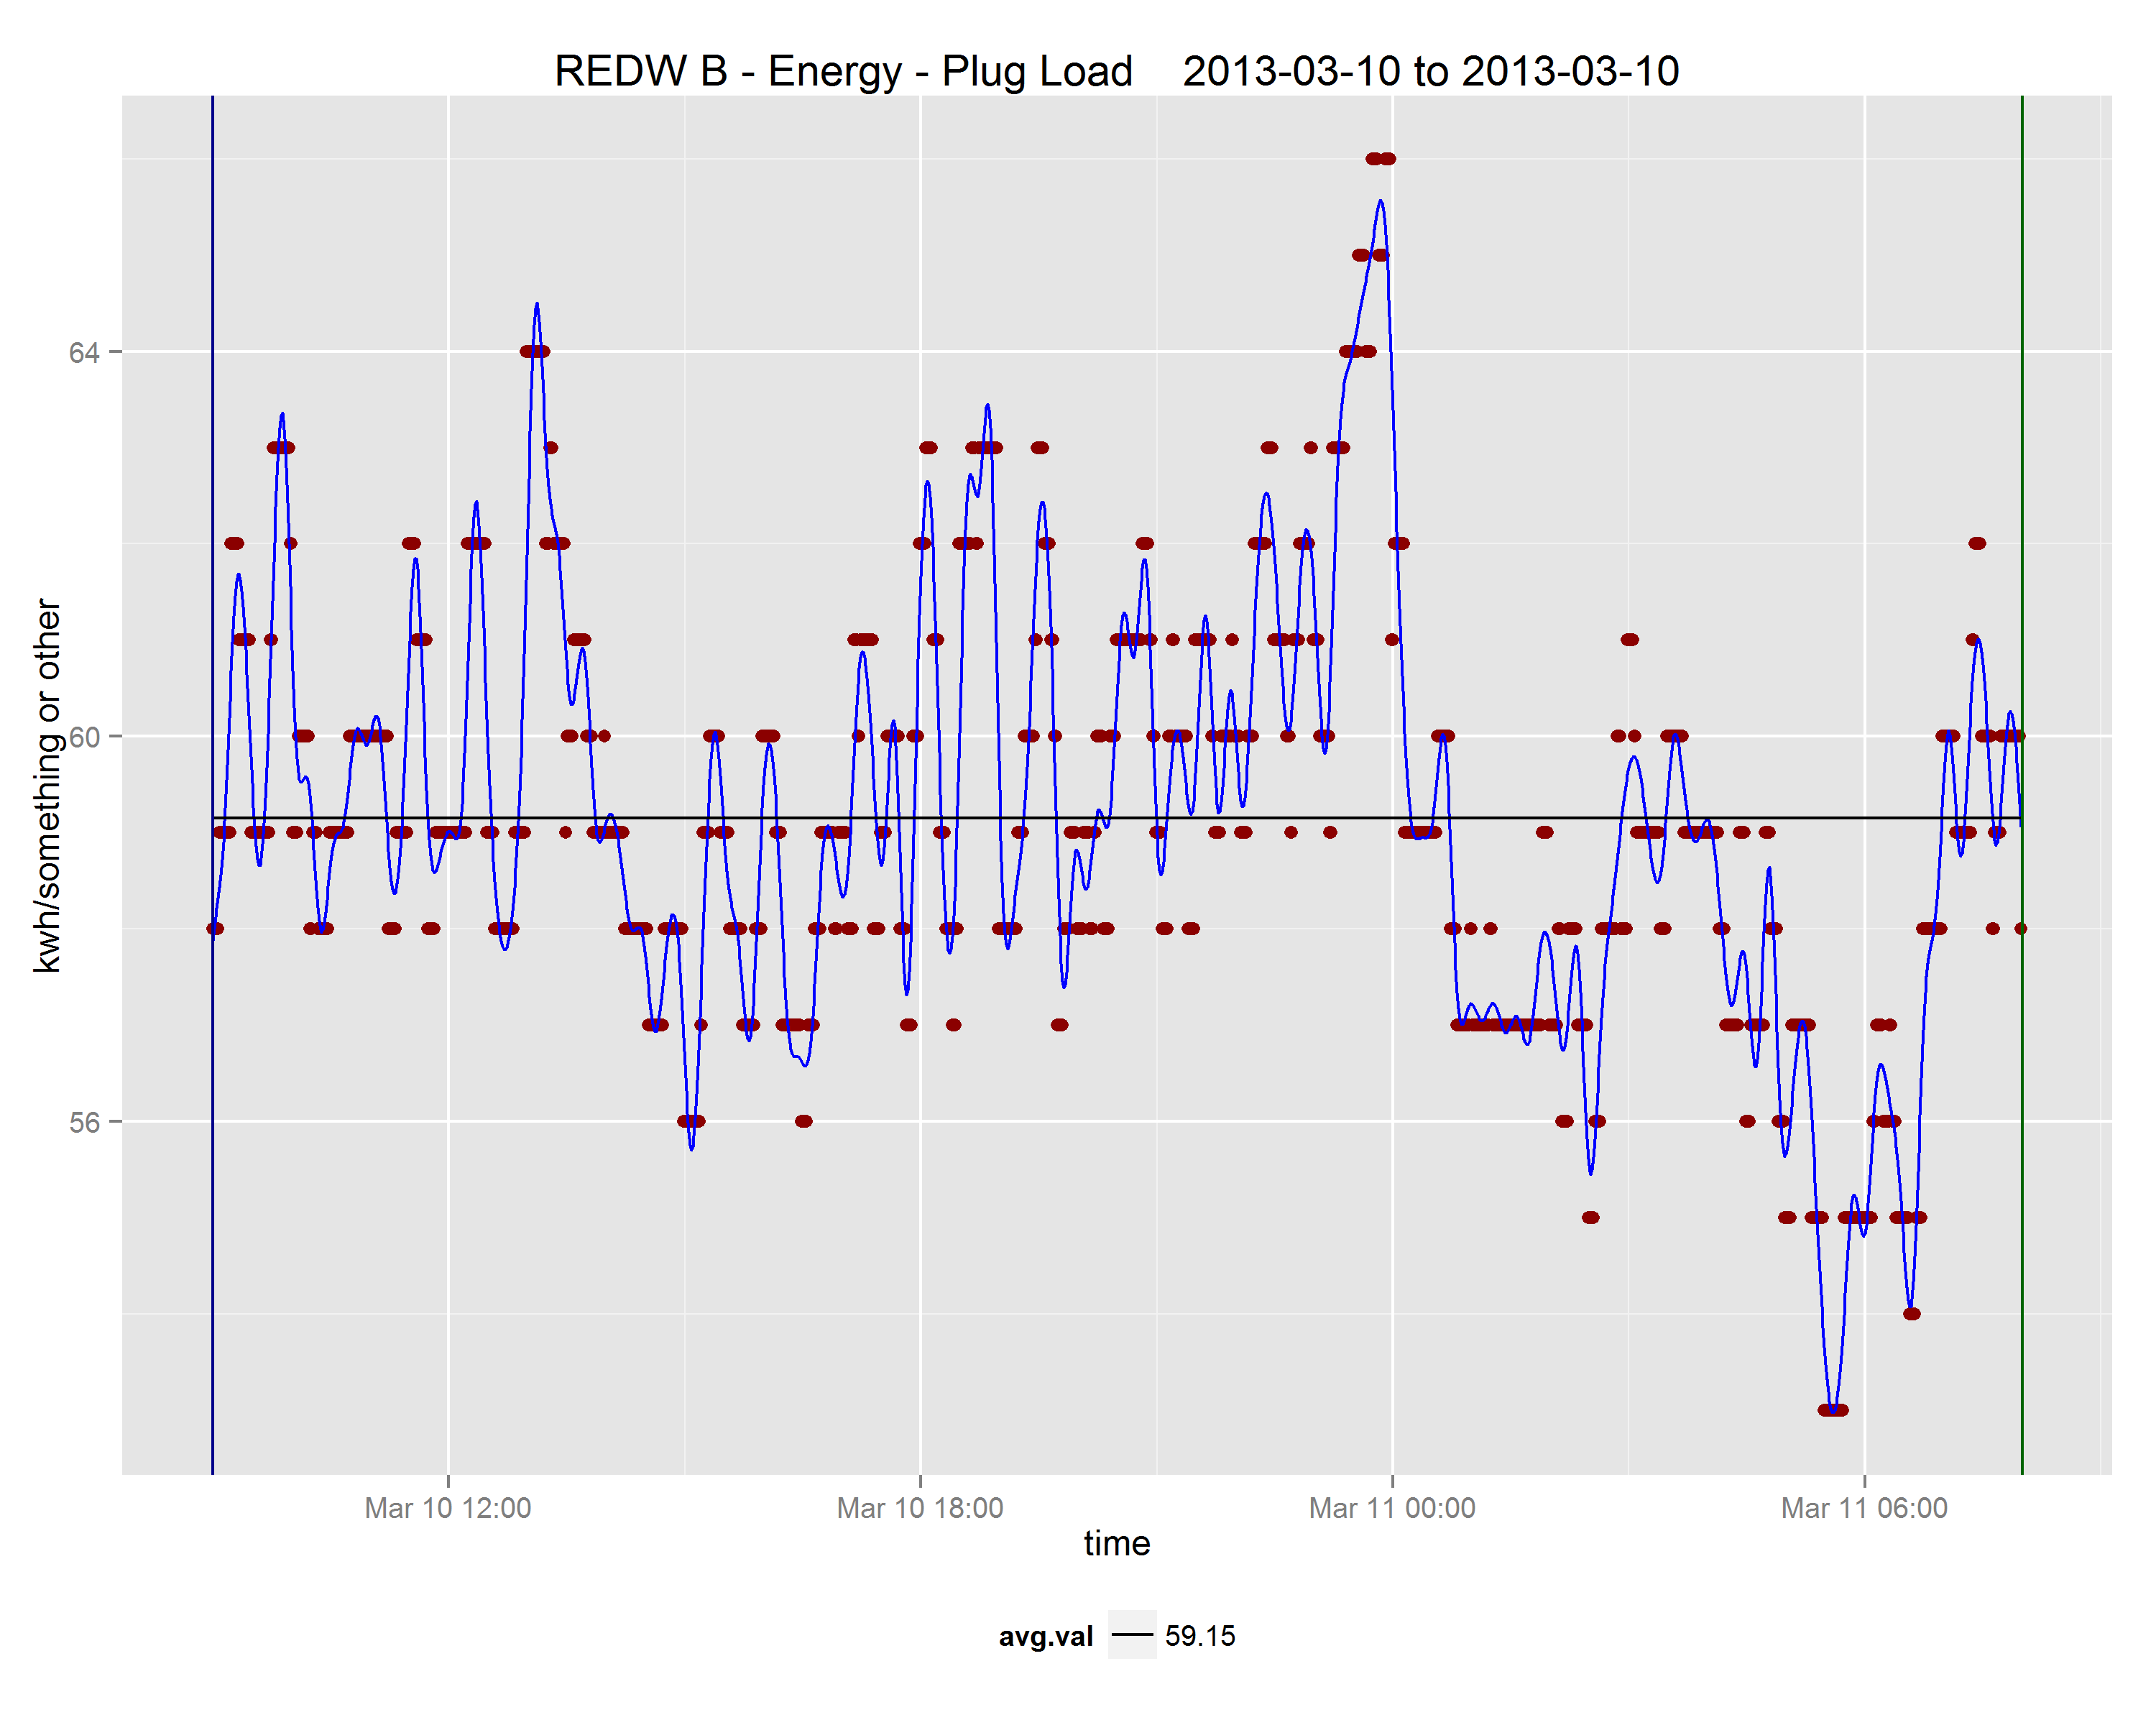 REDW B - Energy - Plug Load    2013-03-10 to 2013-03-10
kwh/something or other
64
60
56
Mar 10 12:00 Mar 10 18:00 Mar 11 00:00 Mar 11 06:00
time
avg.val 59.15